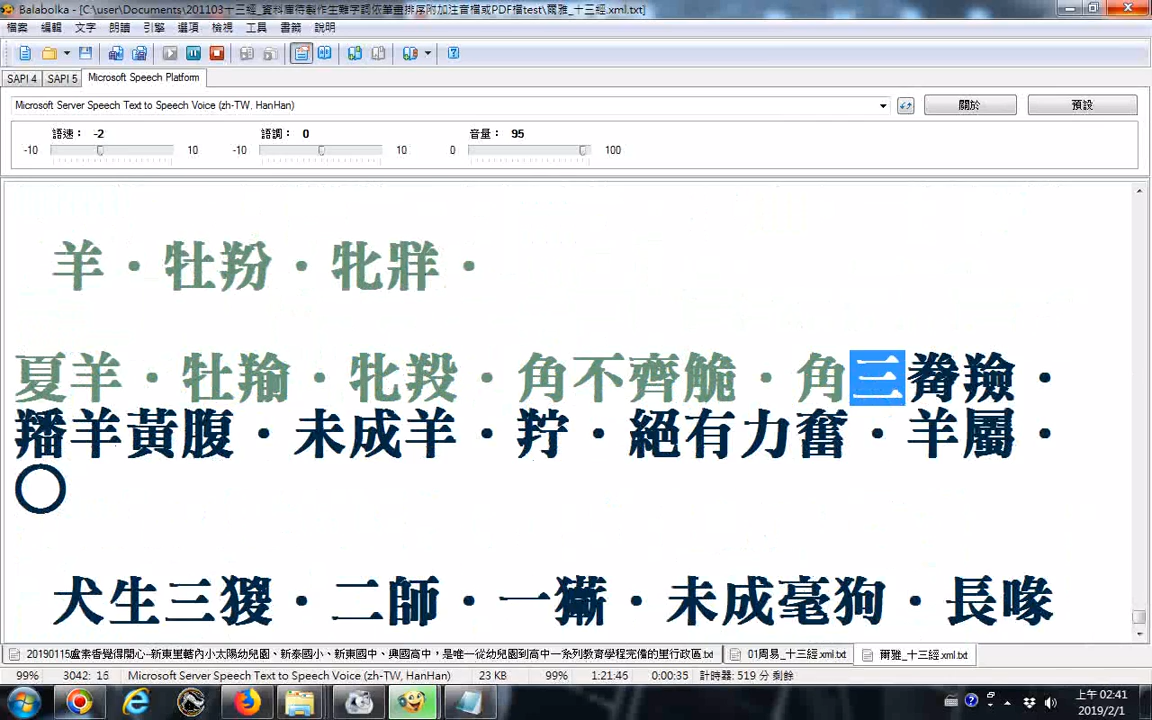 Balabolka - [C:\user\Documents\201103十三經_資料庫待製作生難字詞依筆畫排序附加注音檔或PDF檔test\爾雅_十三經.xml.txt]
檔案 編輯 文字 朗讀 引擎 選項 檢視 工具 書籤 說明
SAPI 4 SAPI 5 Microsoft Speech Platform
Microsoft Server Speech Text to Speech Voice (zh-TW, HanHan) 關於 預設
語速： -2 語調： 0 音量： 95
-10 10 -10 10 0 100
羊．牡羒．牝牂．
夏羊．牡羭．牝羖．角不齊觤．角三觠羷．
羳羊黃腹．未成羊．羜．絕有力奮．羊屬．
○
犬生三猣．二師．一玂．未成毫狗．長喙
20190115盧素香覺得開心--新東里轄內小太陽幼兒園、新泰國小、新東國中、興國高中，是唯一從幼兒園到高中一系列教育學程完備的里行政區.txt 01周易_十三經.xml.txt 爾雅_十三經.xml.txt
99% 3042: 16 Microsoft Server Speech Text to Speech Voice (zh-TW, HanHan) 23 KB 99% 1:21:46 0:00:35 計時器: 519 分 剩餘
上午 02:41
2019/2/1